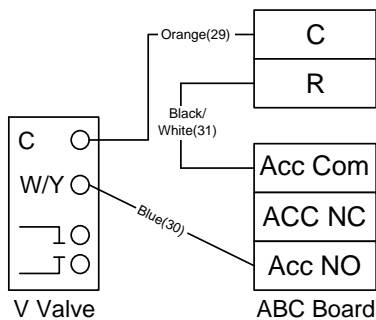 Orange(29)
C
R
Black/
White(31)
C
W/Y
Acc Com
ACC NC
Blue(30)
Acc NO
V Valve
ABC Board